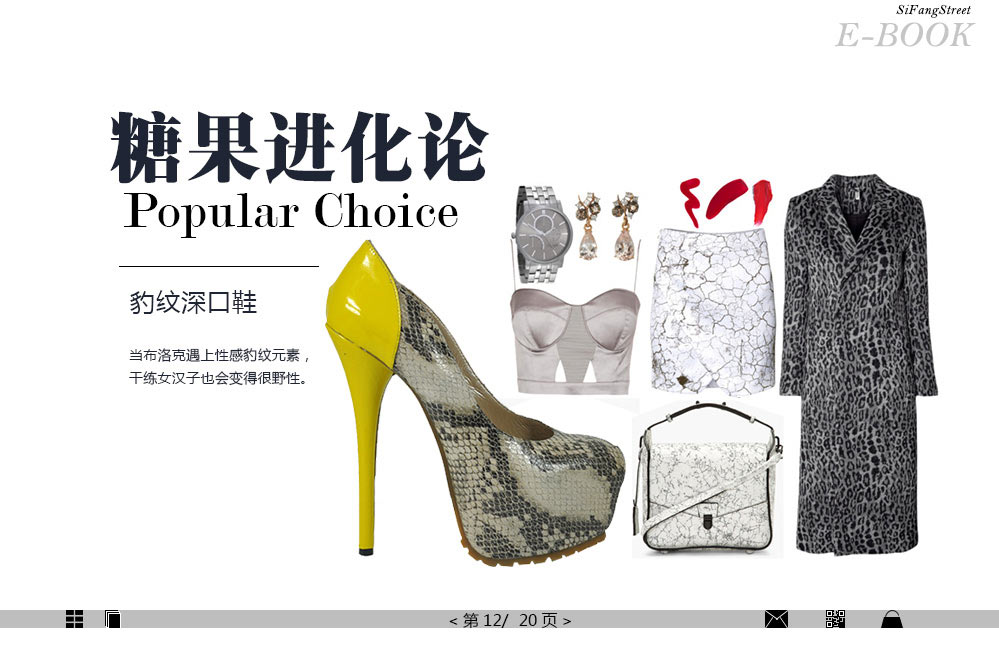 SiFangStreet
E-BOOK
糖果进化论
Popular Choice
豹纹深口鞋
当布洛克遇上性感豹纹元素，
干练女汉子也会变得很野性。
< 第 12/ 20 页 >